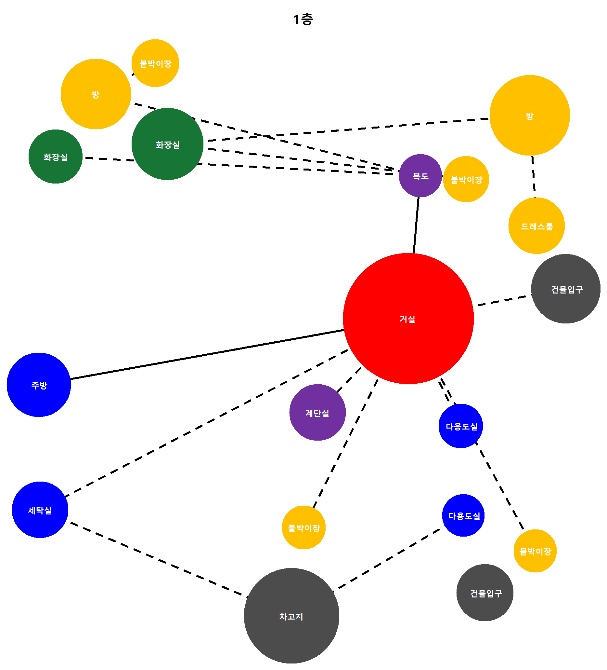 1층
붙박이장
방
방
화장실
화장실
복도
붙박이장
드레스룸
건물입구
거실
주방
계단실
다용도실
세탁실
다용도실
붙박이장
붙박이장
건물입구
차고지